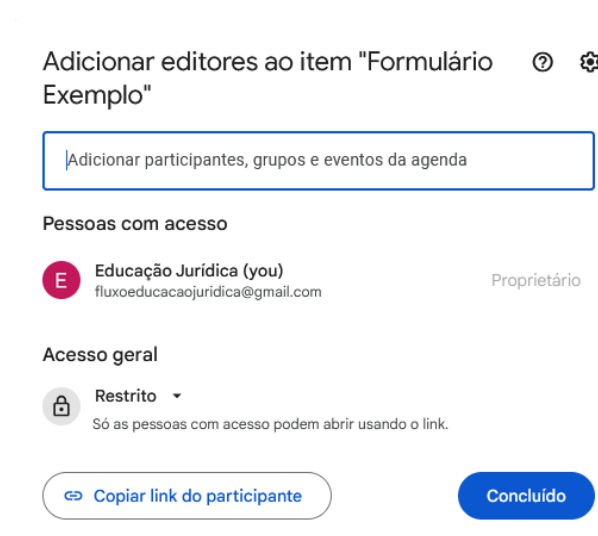 Adicionar editores ao item "Formulário
Exemplo"
Adicionar participantes, grupos e eventos da agenda
Pessoas com acesso
E
Educação Jurídica (you)
fluxoeducacaojuridica@gmail.com
Proprietário
Acesso geral
Restrito
Só as pessoas com acesso podem abrir usando o link.
Copiar link do participante
Concluído